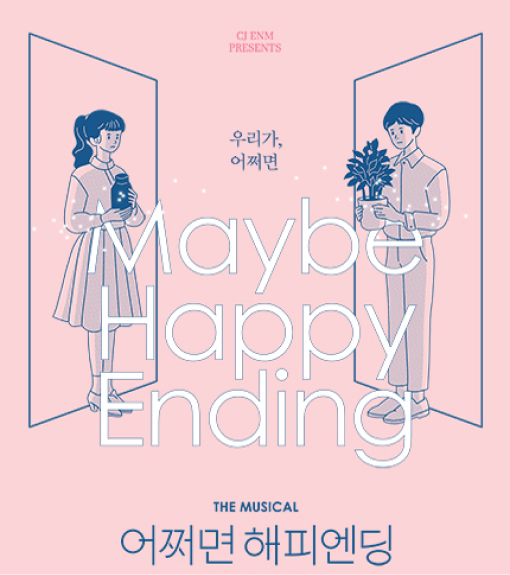 CJ ENM
PRESENTS
우리가,
어쩌면
Maybe
Happy
Ending
THE MUSICAL
어쩌면 해피엔딩